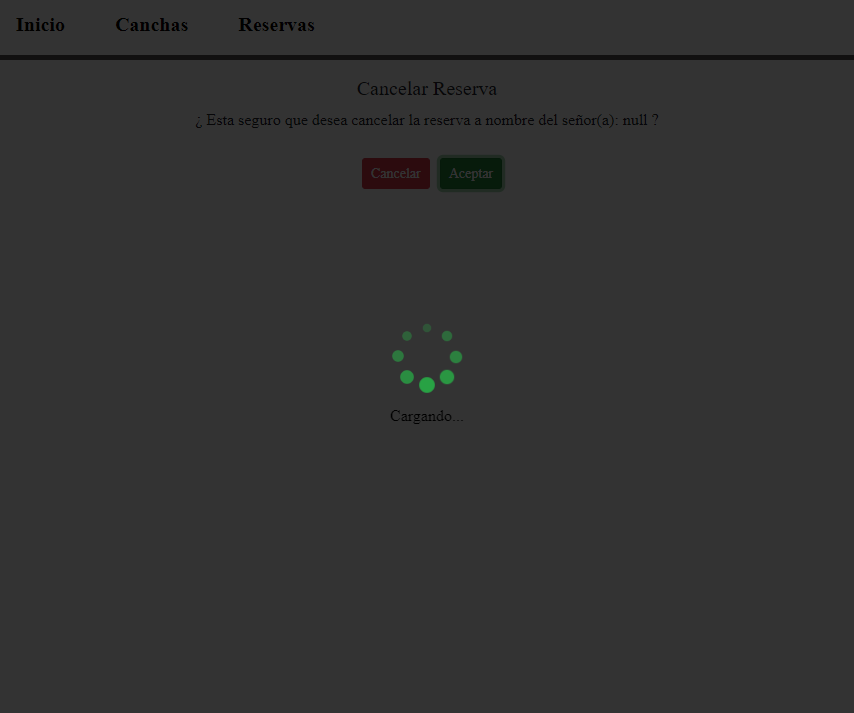 Inicio Canchas Reservas
Cancelar Reserva
¿ Esta seguro que desea cancelar la reserva a nombre del señor(a): null ?
Cancelar Aceptar
Cargando...